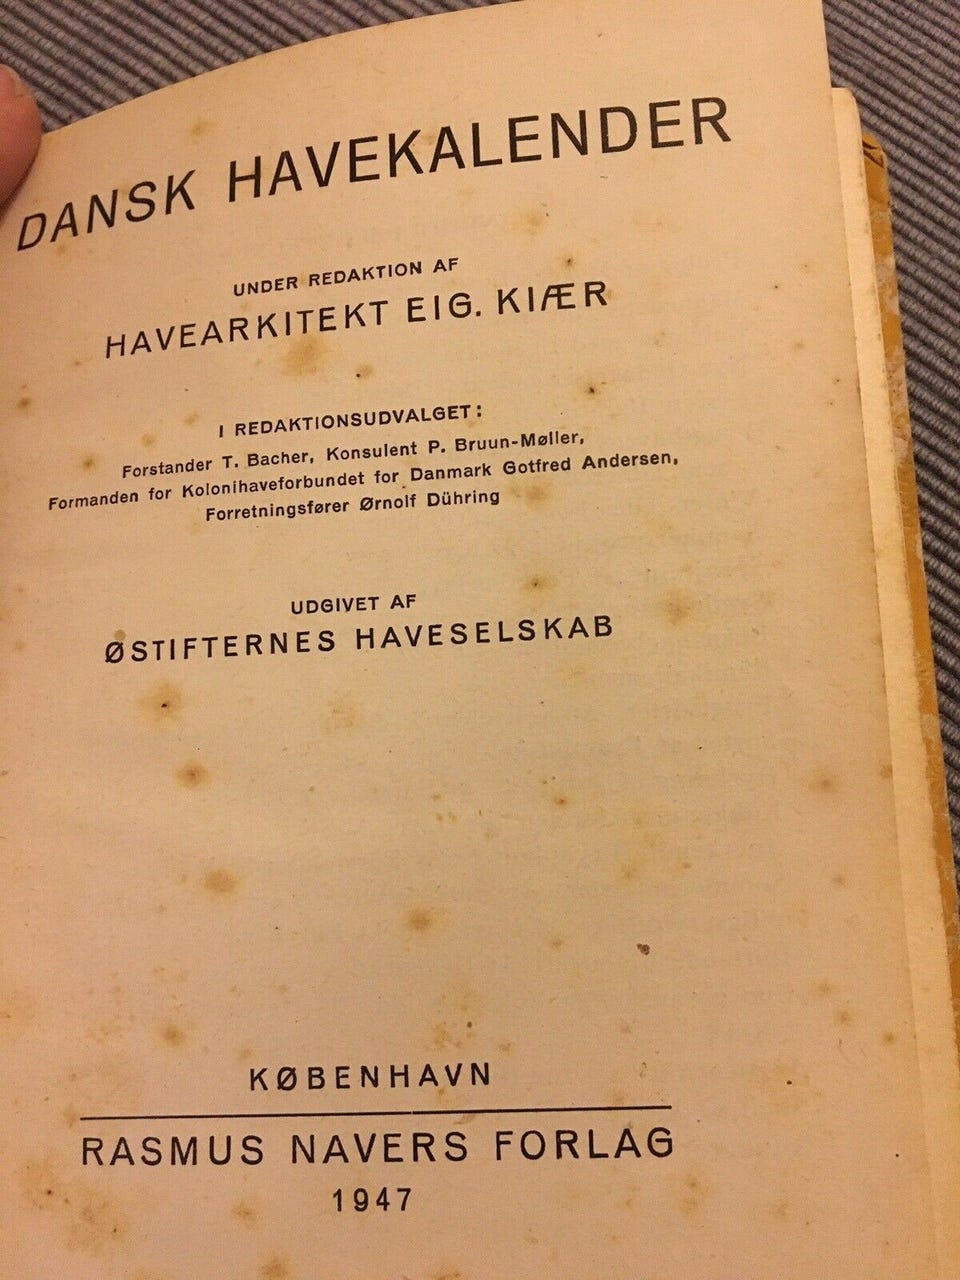 DANSK HAVEKALENDER
UNDER REDAKTION AF
HAVEARKITEKT EIG. KIÆR
I REDAKTIONSUDVALGET:
Forstander T. Bacher, Konsulent P. Bruun-Møller,
Formanden for Kolonihaveforbundet for Danmark Gotfred Andersen,
Forretningsfører Ørnolf Dühring
UDGIVET AF
ØSTIFTERNES HAVESELSKAB
KØBENHAVN
RASMUS NAVERS FORLAG
1947